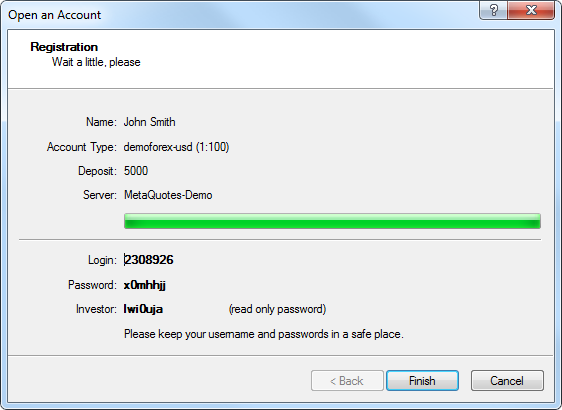 Open an Account
Registration
Wait a little, please
Name: John Smith
Account Type: demoforex-usd (1:100)
Deposit: 5000
Server: MetaQuotes-Demo
Login: 2308926
Password: x0mhhjj
Investor: lwi0uja (read only password)
Please keep your username and passwords in a safe place.
< Back Finish Cancel